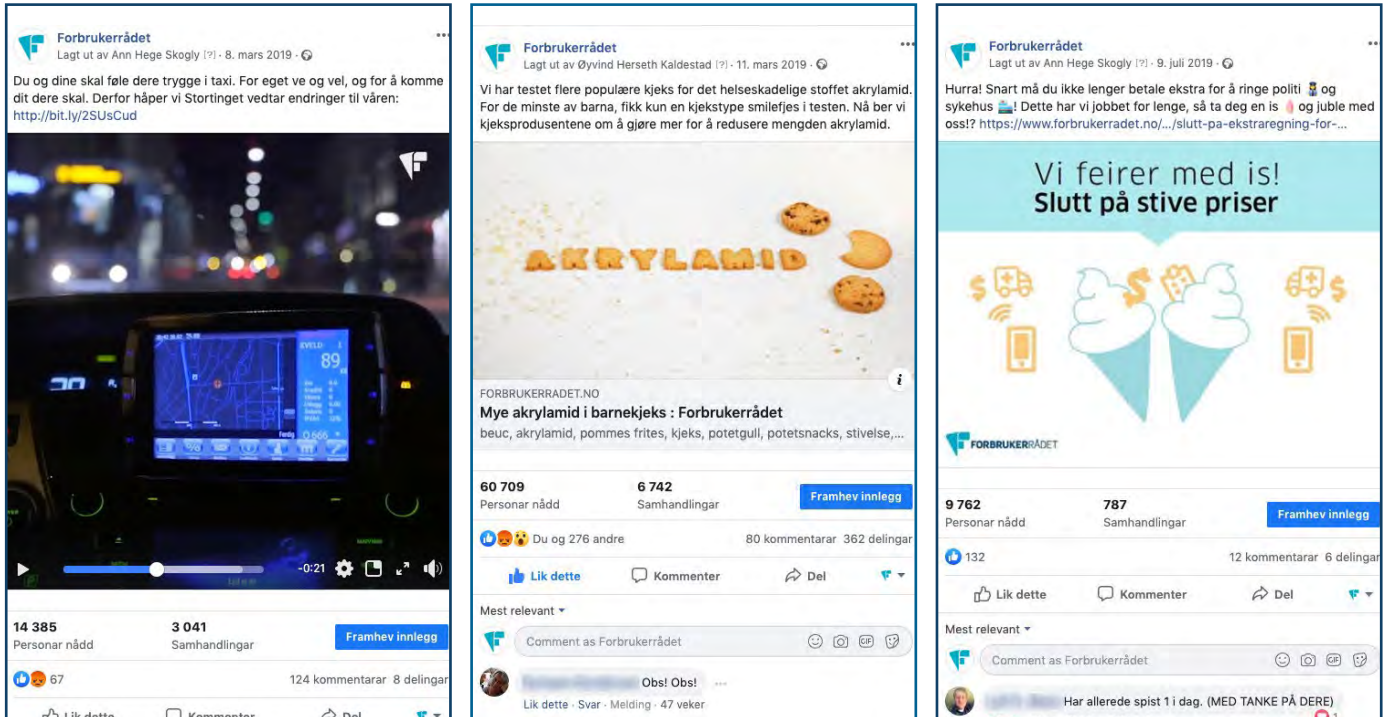 Forbrukerrådet
Lagt ut av Ann Hege Skogly [?] · 8. mars 2019 ·
Du og dine skal føle dere trygge i taxi. For eget ve og vel, og for å komme
dit dere skal. Derfor håper vi Stortinget vedtar endringer til våren:
http://bit.ly/2SUsCud
KVELD
89
Ferdig
0666
-0:21
14 385
Personar nådd
3 041
Samhandlingar
Framhev innlegg
67
124 kommentarar 8 delingar
Lik dette
Kommenter
Del
Forbrukerrådet
Lagt ut av Øyvind Herseth Kaldestad [?] · 11. mars 2019 ·
Vi har testet flere populære kjeks for det helseskadelige stoffet akrylamid.
For de minste av barna, fikk kun en kjekstype smilefjes i testen. Nå ber vi
kjeksprodusentene om å gjøre mer for å redusere mengden akrylamid.
AKRYLAMID
i
FORBRUKERRADET.NO
Mye akrylamid i barnekjeks : Forbrukerrådet
beuc, akrylamid, pommes frites, kjeks, potetgull, potetsnacks, stivelse,...
60 709
Personar nådd
6 742
Samhandlingar
Framhev innlegg
Du og 276 andre
80 kommentarar 362 delingar
Lik dette
Kommenter
Del
Mest relevant
Comment as Forbrukerrådet
GIF
Obs! Obs!
Lik dette · Svar · Melding · 47 veker
Forbrukerrådet
Lagt ut av Ann Hege Skogly [?] · 9. juli 2019 ·
Hurra! Snart må du ikke lenger betale ekstra for å ringe politi og
sykehus ! Dette har vi jobbet for lenge, så ta deg en is og juble med
oss!? https://www.forbrukerradet.no/.../slutt-pa-ekstraregning-for-...
Vi feirer med is!
Slutt på stive priser
$
$
$
FORBRUKERRÅDET
9 762
Personar nådd
787
Samhandlingar
Framhev innlegg
132
12 kommentarar 6 delingar
Lik dette
Kommenter
Del
Mest relevant
Comment as Forbrukerrådet
GIF
Har allerede spist 1 i dag. (MED TANKE PÅ DERE)
1